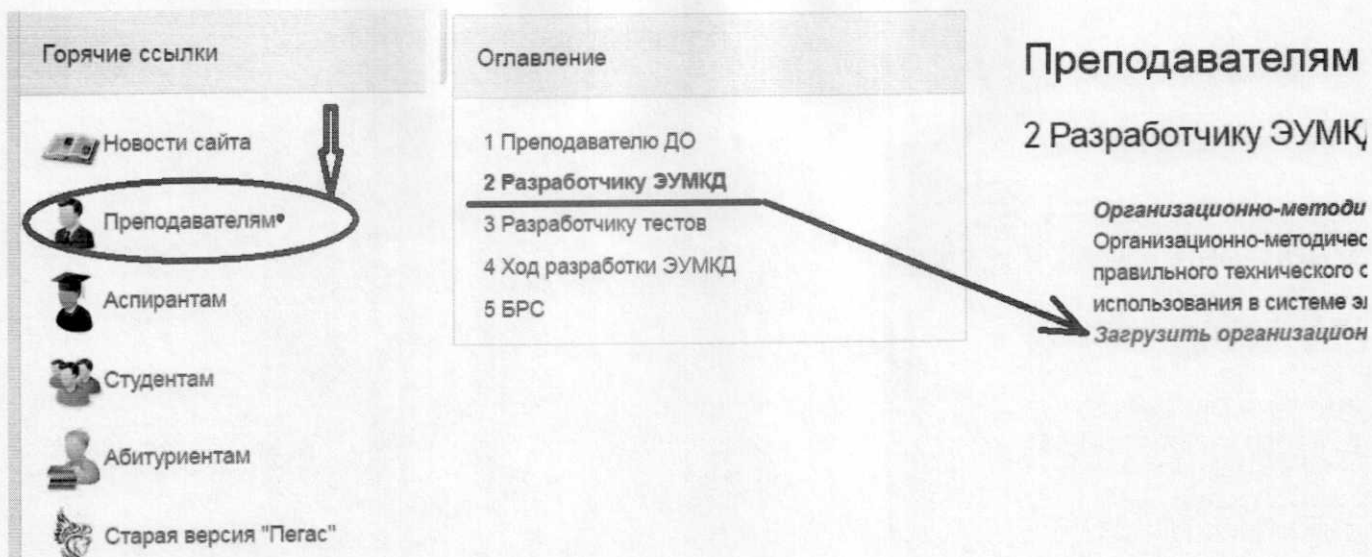 Горячие ссылки
Новости сайта
Преподавателям
Аспирантам
Студентам
Абитуриентам
Старая версия "Пегас"
Оглавление
1 Преподавателю ДО
2 Разработчику ЭУМКД
3 Разработчику тестов
4 Ход разработки ЭУМКД
5 БРС
Преподавателям
2 Разработчику ЭУМК
Организационно-методи
Организационно-методичес
правильного технического с
использования в системе э
Загрузить организацион